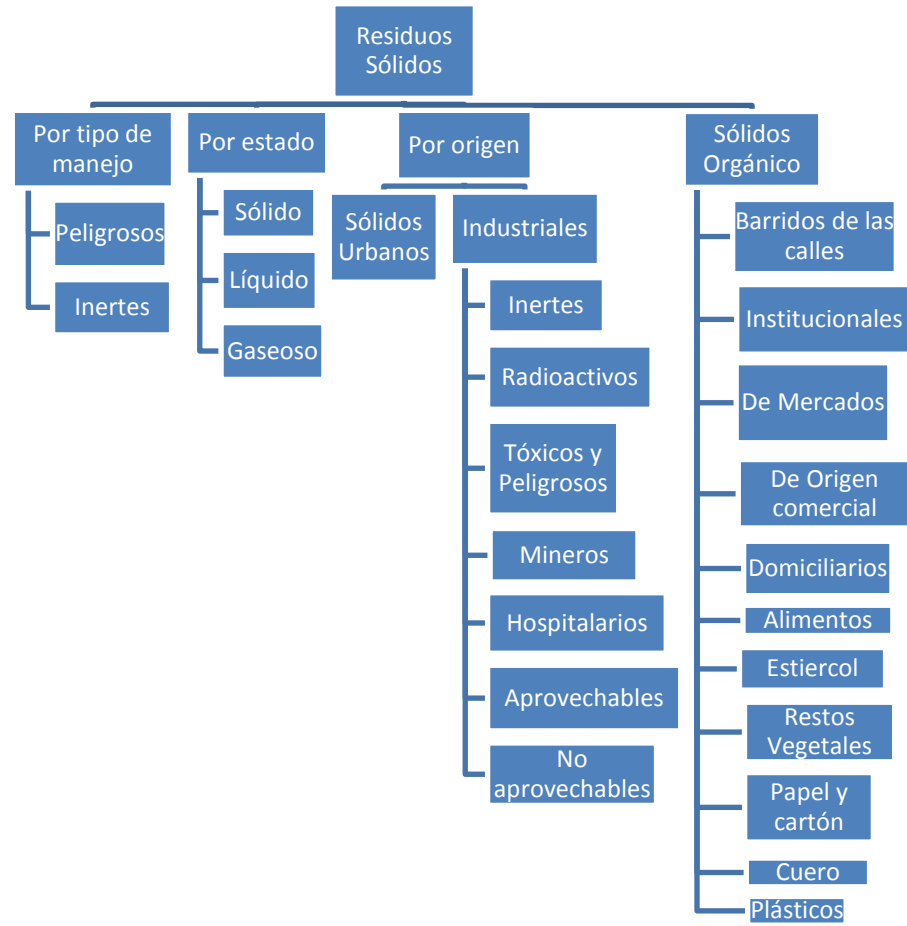 Residuos
Sólidos
Por tipo de
manejo
Peligrosos
Inertes
Por estado
Sólido
Líquido
Gaseoso
Por origen
Sólidos
Urbanos
Industriales
Inertes
Radioactivos
Tóxicos y
Peligrosos
Mineros
Hospitalarios
Aprovechables
No
aprovechables
Sólidos
Orgánico
Barridos de las
calles
Institucionales
De Mercados
De Origen
comercial
Domiciliarios
Alimentos
Estiercol
Restos
Vegetales
Papel y
cartón
Cuero
Plásticos